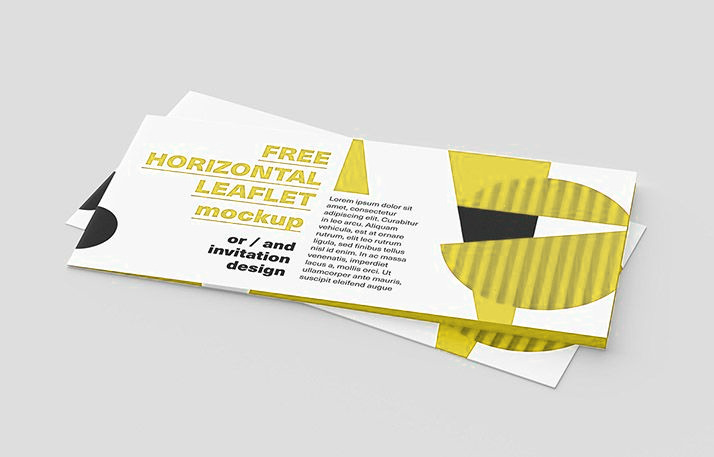 FREE
HORIZONTAL
LEAFLET
mockup
or / and
invitation
design
Lorem ipsum dolor sit
amet, consectetur
adipiscing elit. Curabitur
in leo arcu. Aliquam
vehicula, est at ornare
rutrum, elit leo rutrum
ligula, sed finibus tellus
nisl id enim. In ac massa
venenatis, imperdiet
lacus a, mollis orci. Ut
ullamcorper ante mauris,
suscipit eleifend augue